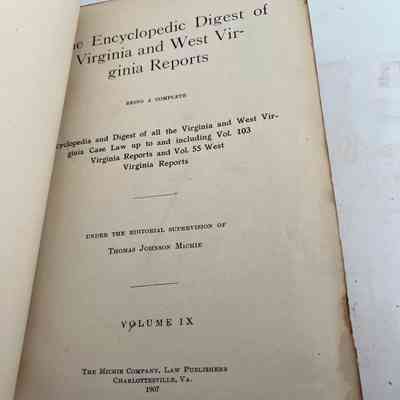 he Encyclopedic Digest of
Virginia and West Vir-
ginia Reports
BEING A COMPLETE
cyclopedia and Digest of all the Virginia and West Vir-
ginia Case Law up to and including Vol. 103
Virginia Reports and Vol. 55 West
Virginia Reports
UNDER THE EDITORIAL SUPERVISION OF
THOMAS JOHNSON MICHIE
VOLUME IX
THE MICHIE COMPANY, LAW PUBLISHERS
CHARLOTTESVILLE, VA.
1907